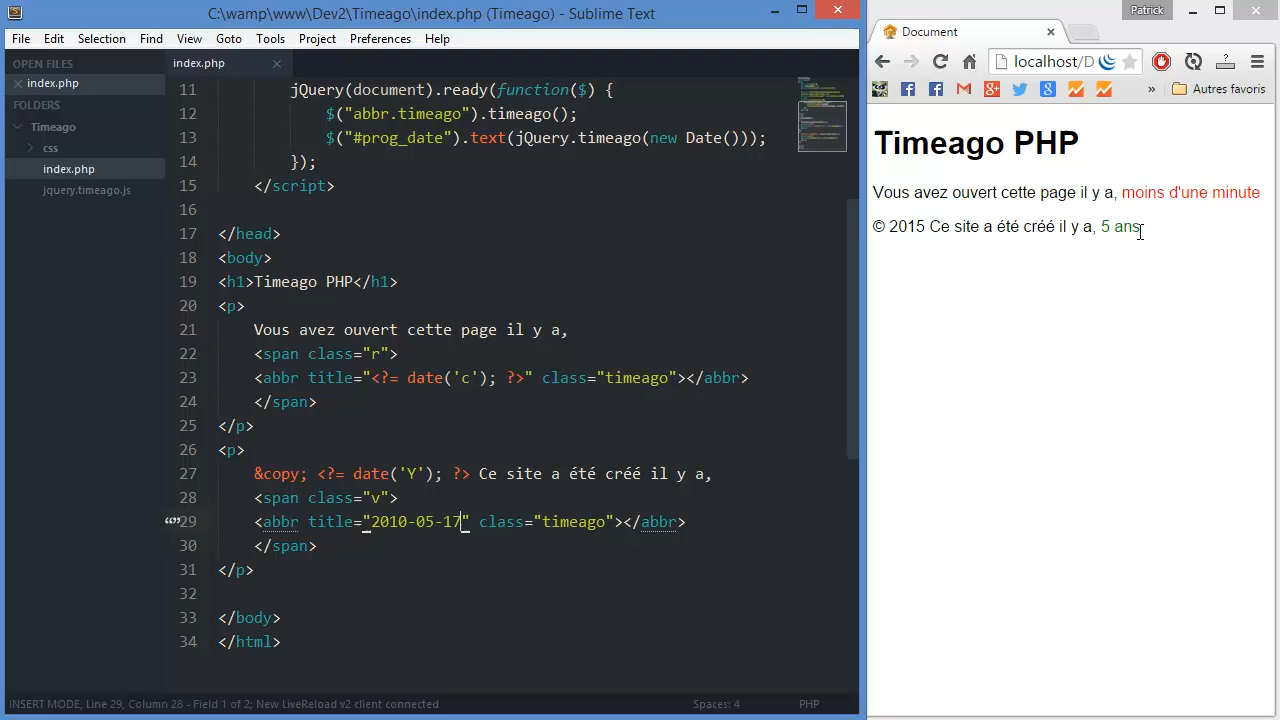 C:\wamp\www\Dev2\Timeago\index.php (Timeago) - Sublime Text
File Edit Selection Find View Goto Tools Project Preferences Help
OPEN FILES
index.php
FOLDERS
Timeago
css
index.php
jquery.timeago.js
index.php
11 jQuery(document).ready(function($) {
12 $("abbr.timeago").timeago();
13 $("#prog_date").text(jQuery.timeago(new Date()));
14 });
15 </script>
16
17 </head>
18 <body>
19 <h1>Timeago PHP</h1>
20 <p>
21 Vous avez ouvert cette page il y a,
22 <span class="r">
23 <abbr title="<?= date('c'); ?>" class="timeago"></abbr>
24 </span>
25 </p>
26 <p>
27 &copy; <?= date('Y'); ?> Ce site a été créé il y a,
28 <span class="v">
29 <abbr title="2010-05-17" class="timeago"></abbr>
30 </span>
31 </p>
32
33 </body>
34 </html>
INSERT MODE, Line 29, Column 28 - Field 1 of 2; New LiveReload v2 client connected
Spaces: 4
PHP
Patrick
Document
localhost/D
» Autres favoris
Timeago PHP
Vous avez ouvert cette page il y a, moins d'une minute
© 2015 Ce site a été créé il y a, 5 ans